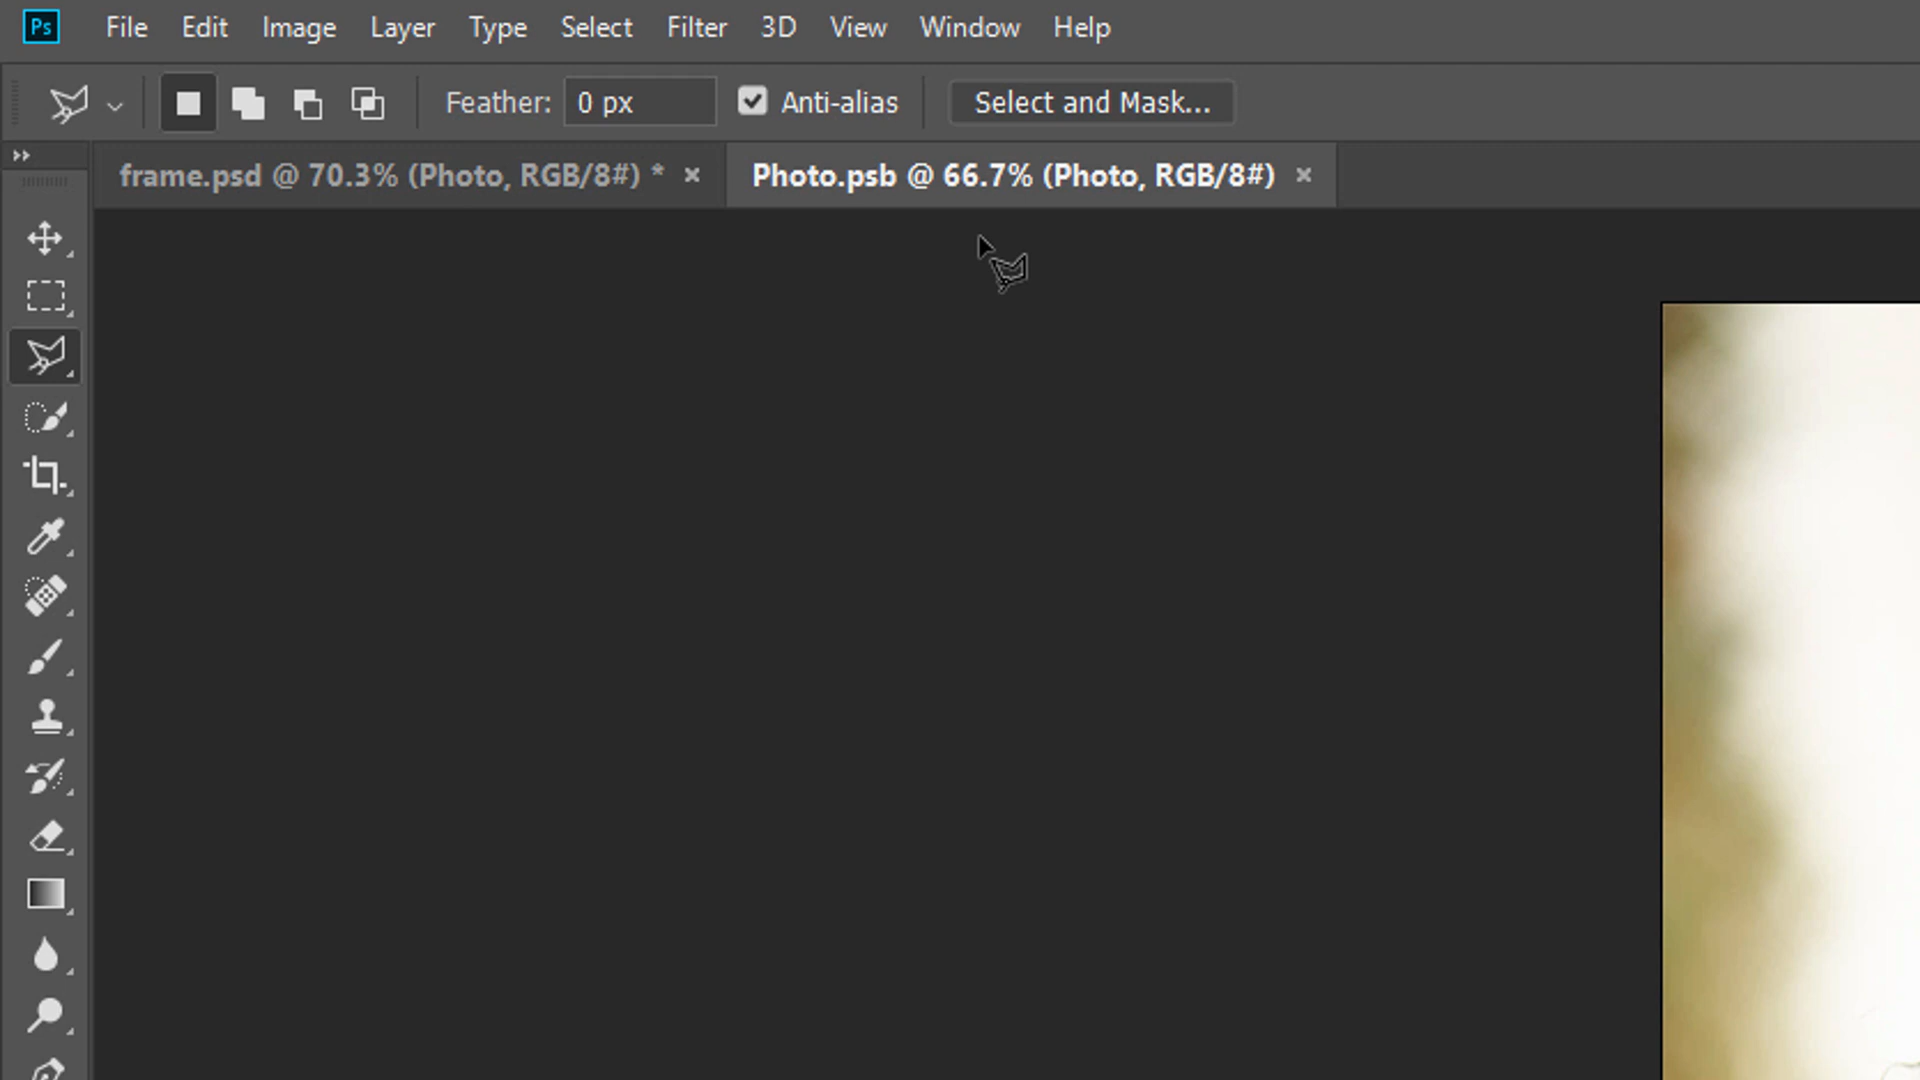 Ps File Edit Image Layer Type Select Filter 3D View Window Help
Feather: 0 px Anti-alias Select and Mask...
frame.psd @ 70.3% (Photo, RGB/8#) * × Photo.psb @ 66.7% (Photo, RGB/8#) ×